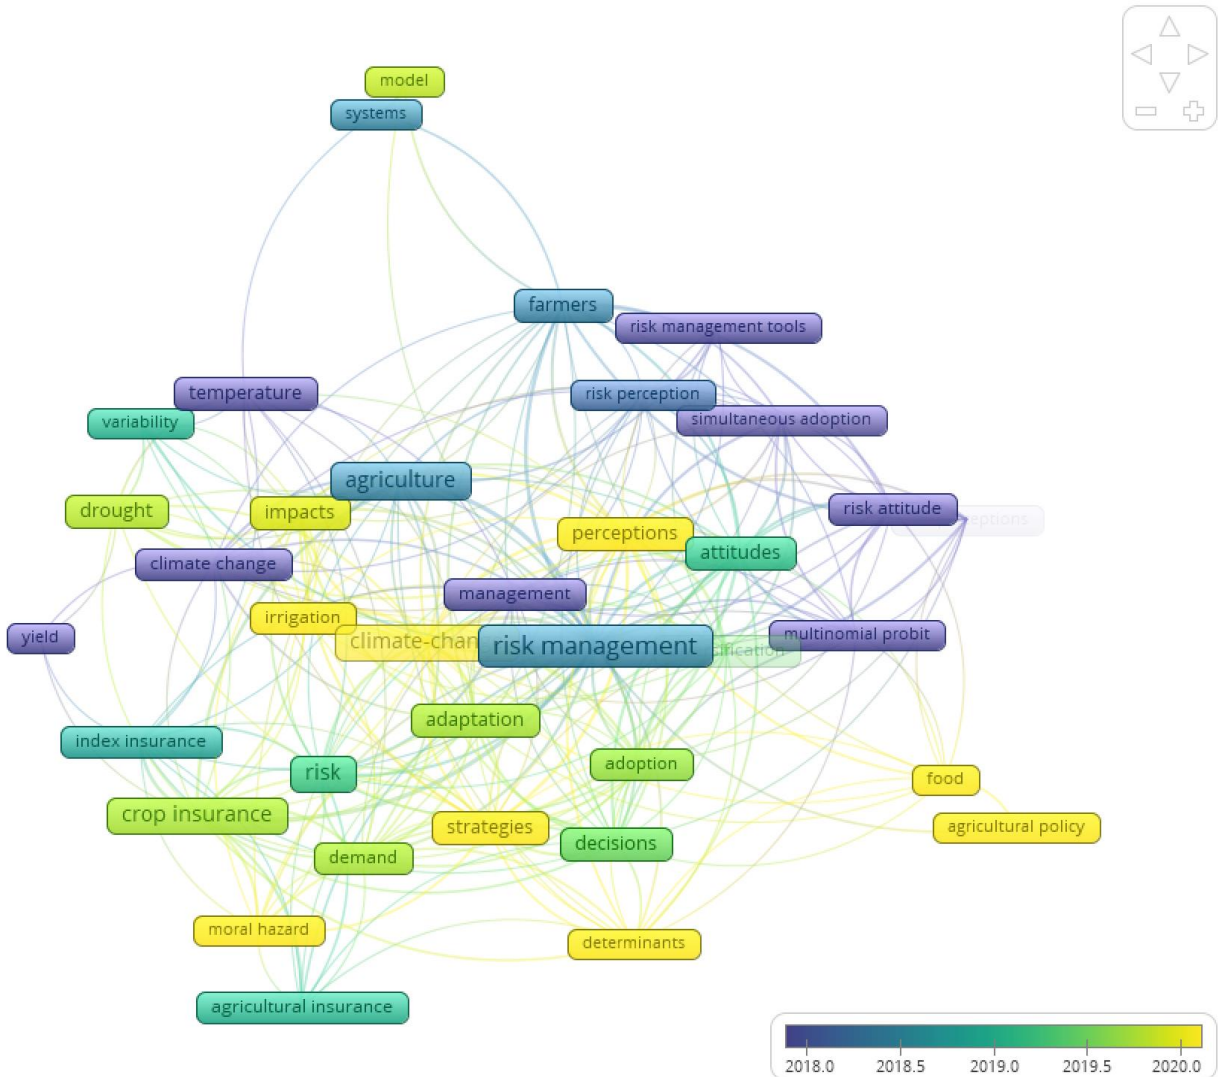 model
systems
farmers
risk management tools
temperature
risk perception
variability
simultaneous adoption
agriculture
drought
impacts
risk attitude
perceptions
attitudes
climate change
management
irrigation
yield
climate-chan
risk management
multinomial probit
adaptation
index insurance
adoption
risk
food
crop insurance
strategies
agricultural policy
decisions
demand
moral hazard
determinants
agricultural insurance
2018.0 2018.5 2019.0 2019.5 2020.0